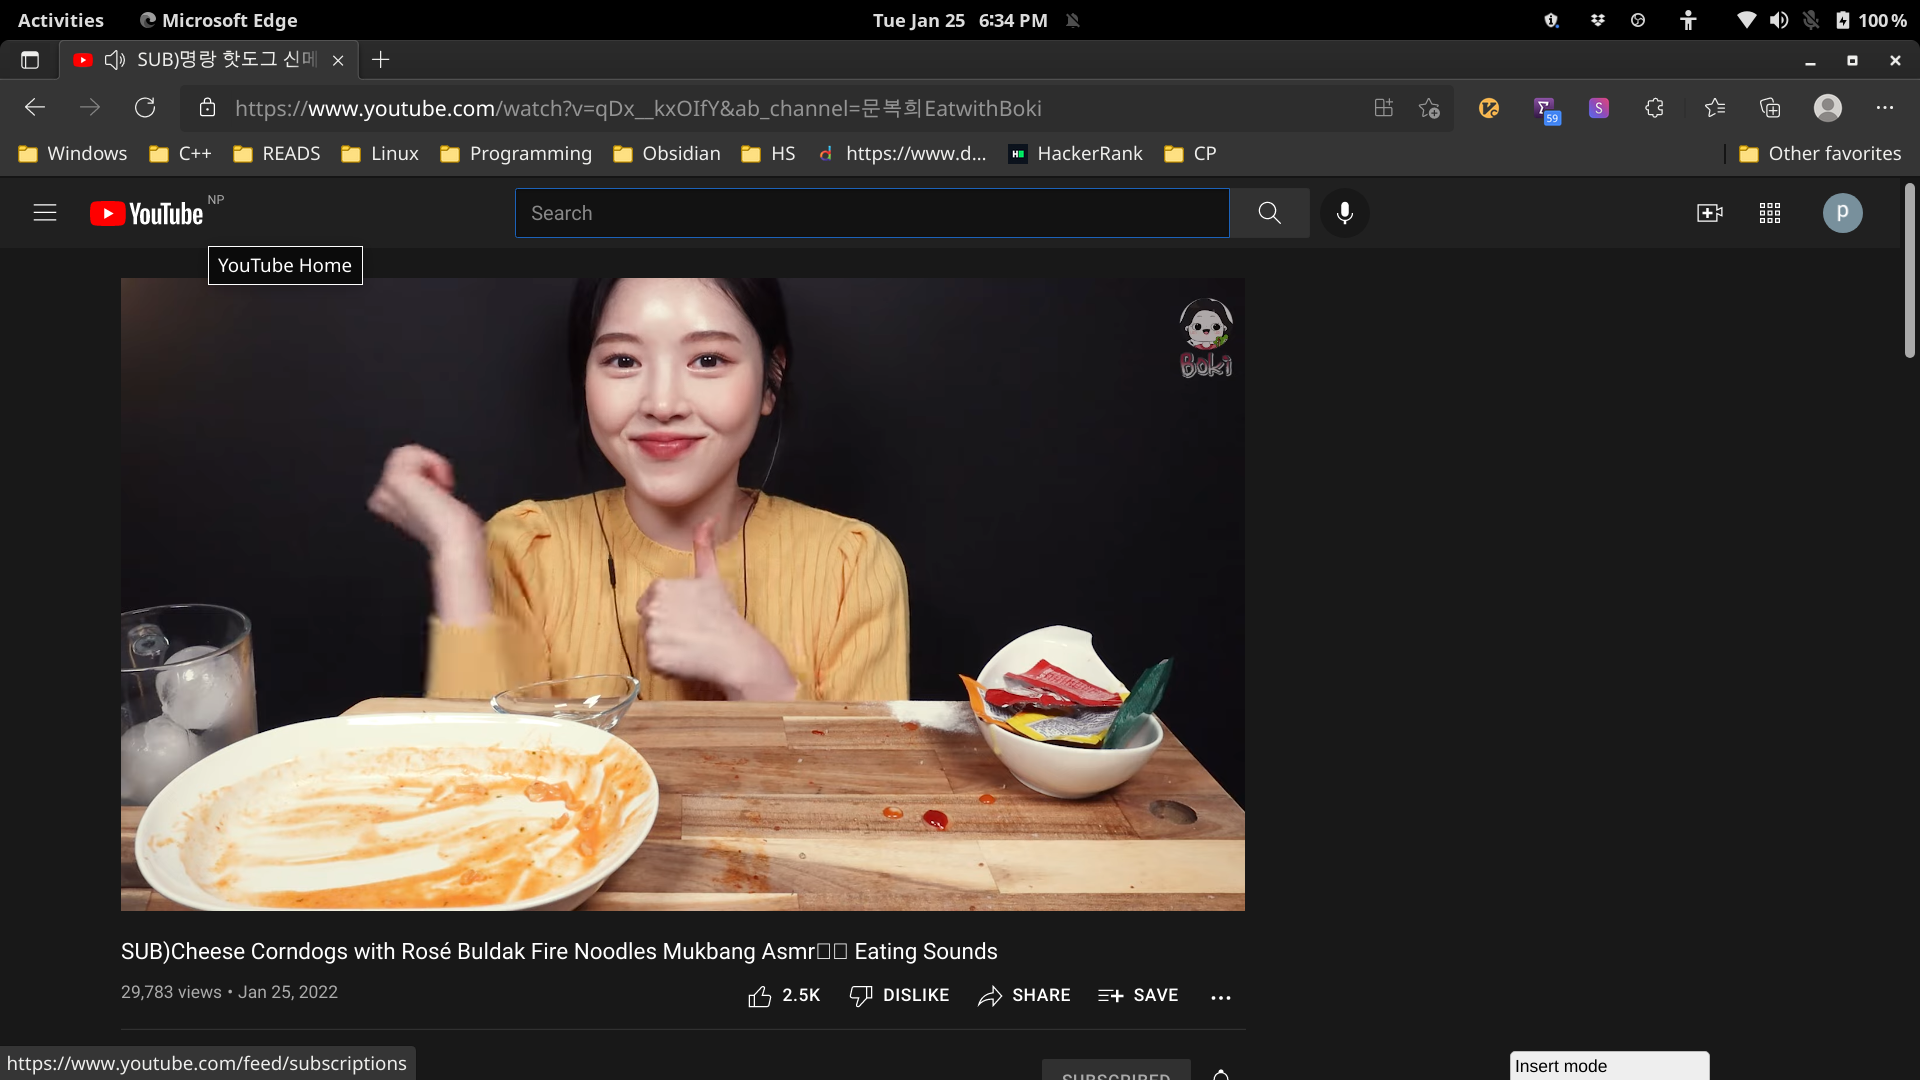 Activities
Microsoft Edge
Tue Jan 25 6:34 PM
100 %
SUB)명랑 핫도그 신메
https://www.youtube.com/watch?v=qDx__kxOIfY&ab_channel=문복희EatwithBoki
59
S
Windows
C++
READS
Linux
Programming
Obsidian
HS
d
https://www.d...
H
HackerRank
CP
Other favorites
YouTube NP
Search
p
YouTube Home
Boki
SUB)Cheese Corndogs with Rosé Buldak Fire Noodles Mukbang Asmr Eating Sounds
29,783 views • Jan 25, 2022
2.5K
DISLIKE
SHARE
SAVE
https://www.youtube.com/feed/subscriptions
SUBSCRIBED
Insert mode